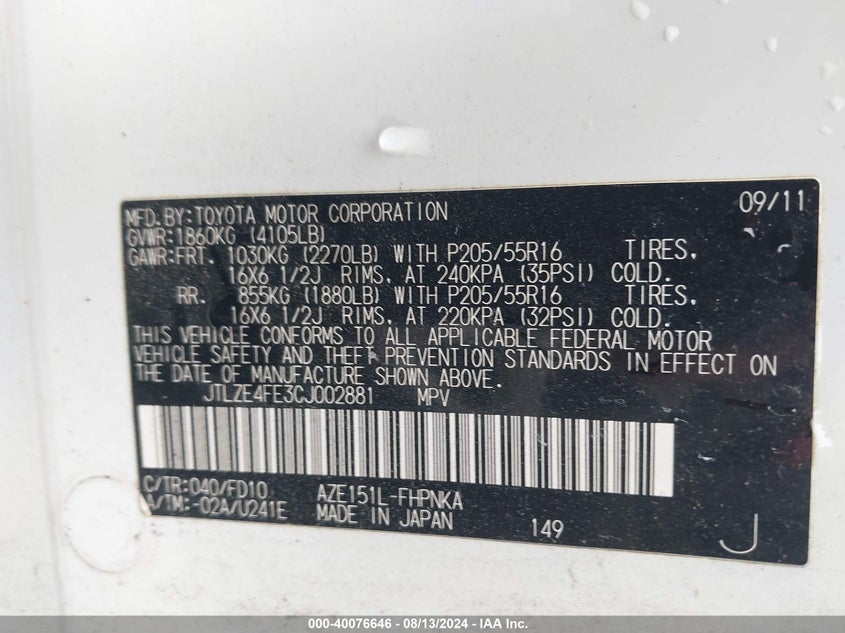 09/11
MFD.BY:TOYOTA MOTOR CORPORATION
GVWR:1860KG (4105LB)
GAWR:FRT. 1030KG (2270LB) WITH P205/55R16 TIRES,
16X6 1/2J RIMS, AT 240KPA (35PSI) COLD.
RR. 855KG (1880LB) WITH P205/55R16 TIRES,
16X6 1/2J RIMS, AT 220KPA (32PSI) COLD.
THIS VEHICLE CONFORMS TO ALL APPLICABLE FEDERAL MOTOR
VEHICLE SAFETY AND THEFT PREVENTION STANDARDS IN EFFECT ON
THE DATE OF MANUFACTURE SHOWN ABOVE.
JTLZE4FE3CJ002881 MPV
C/TR:040/FD10 AZE151L-FHPNKA
A/TM:-02A/U241E MADE IN JAPAN 149 J
000-40076646 - 08/13/2024 - IAA Inc.